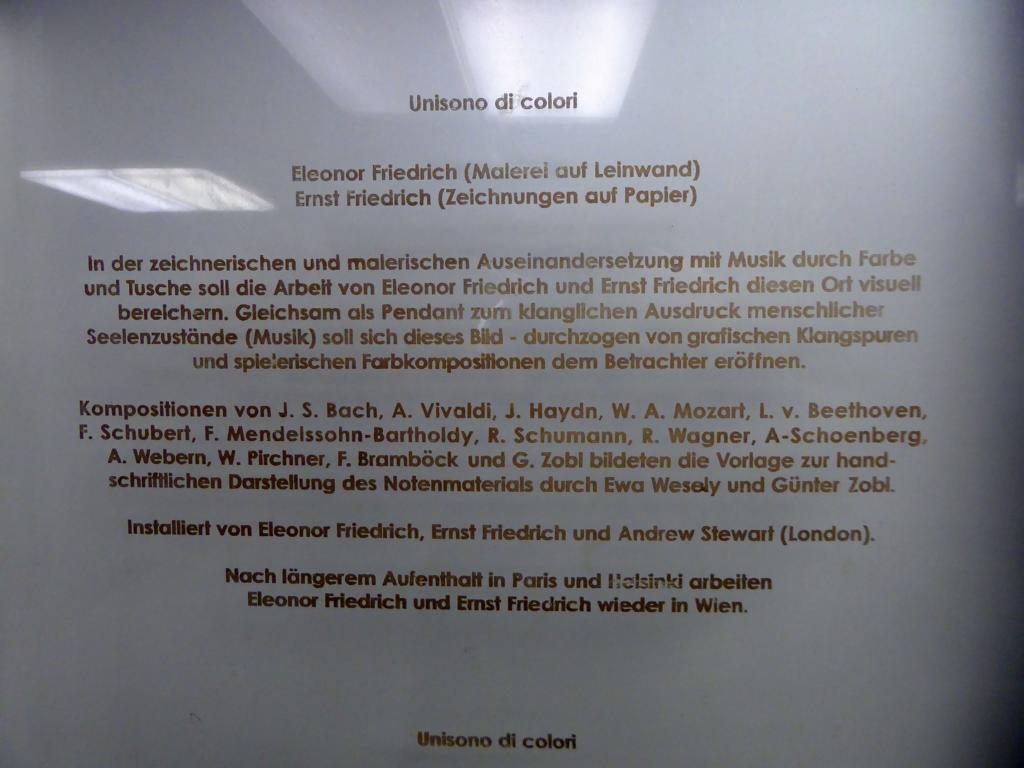 Unisono di colori
Eleonor Friedrich (Malerei auf Leinwand)
Ernst Friedrich (Zeichnungen auf Papier)
In der zeichnerischen und malerischen Auseinandersetzung mit Musik durch Farbe
und Tusche soll die Arbeit von Eleonor Friedrich und Ernst Friedrich diesen Ort visuell
bereichern. Gleichsam als Pendant zum klanglichen Ausdruck menschlicher
Seelenzustände (Musik) soll sich dieses Bild - durchzogen von grafischen Klangspuren
und spielerischen Farbkompositionen dem Betrachter eröffnen.
Kompositionen von J. S. Bach, A. Vivaldi, J. Haydn, W. A. Mozart, L. v. Beethoven,
F. Schubert, F. Mendelssohn-Bartholdy, R. Schumann, R. Wagner, A-Schoenberg,
A. Webern, W. Pirchner, F. Bramböck und G. Zobl bildeten die Vorlage zur hand-
schriftlichen Darstellung des Notenmaterials durch Ewa Wesely und Günter Zobl.
Installiert von Eleonor Friedrich, Ernst Friedrich und Andrew Stewart (London).
Nach längerem Aufenthalt in Paris und Helsinki arbeiten
Eleonor Friedrich und Ernst Friedrich wieder in Wien.
Unisono di colori